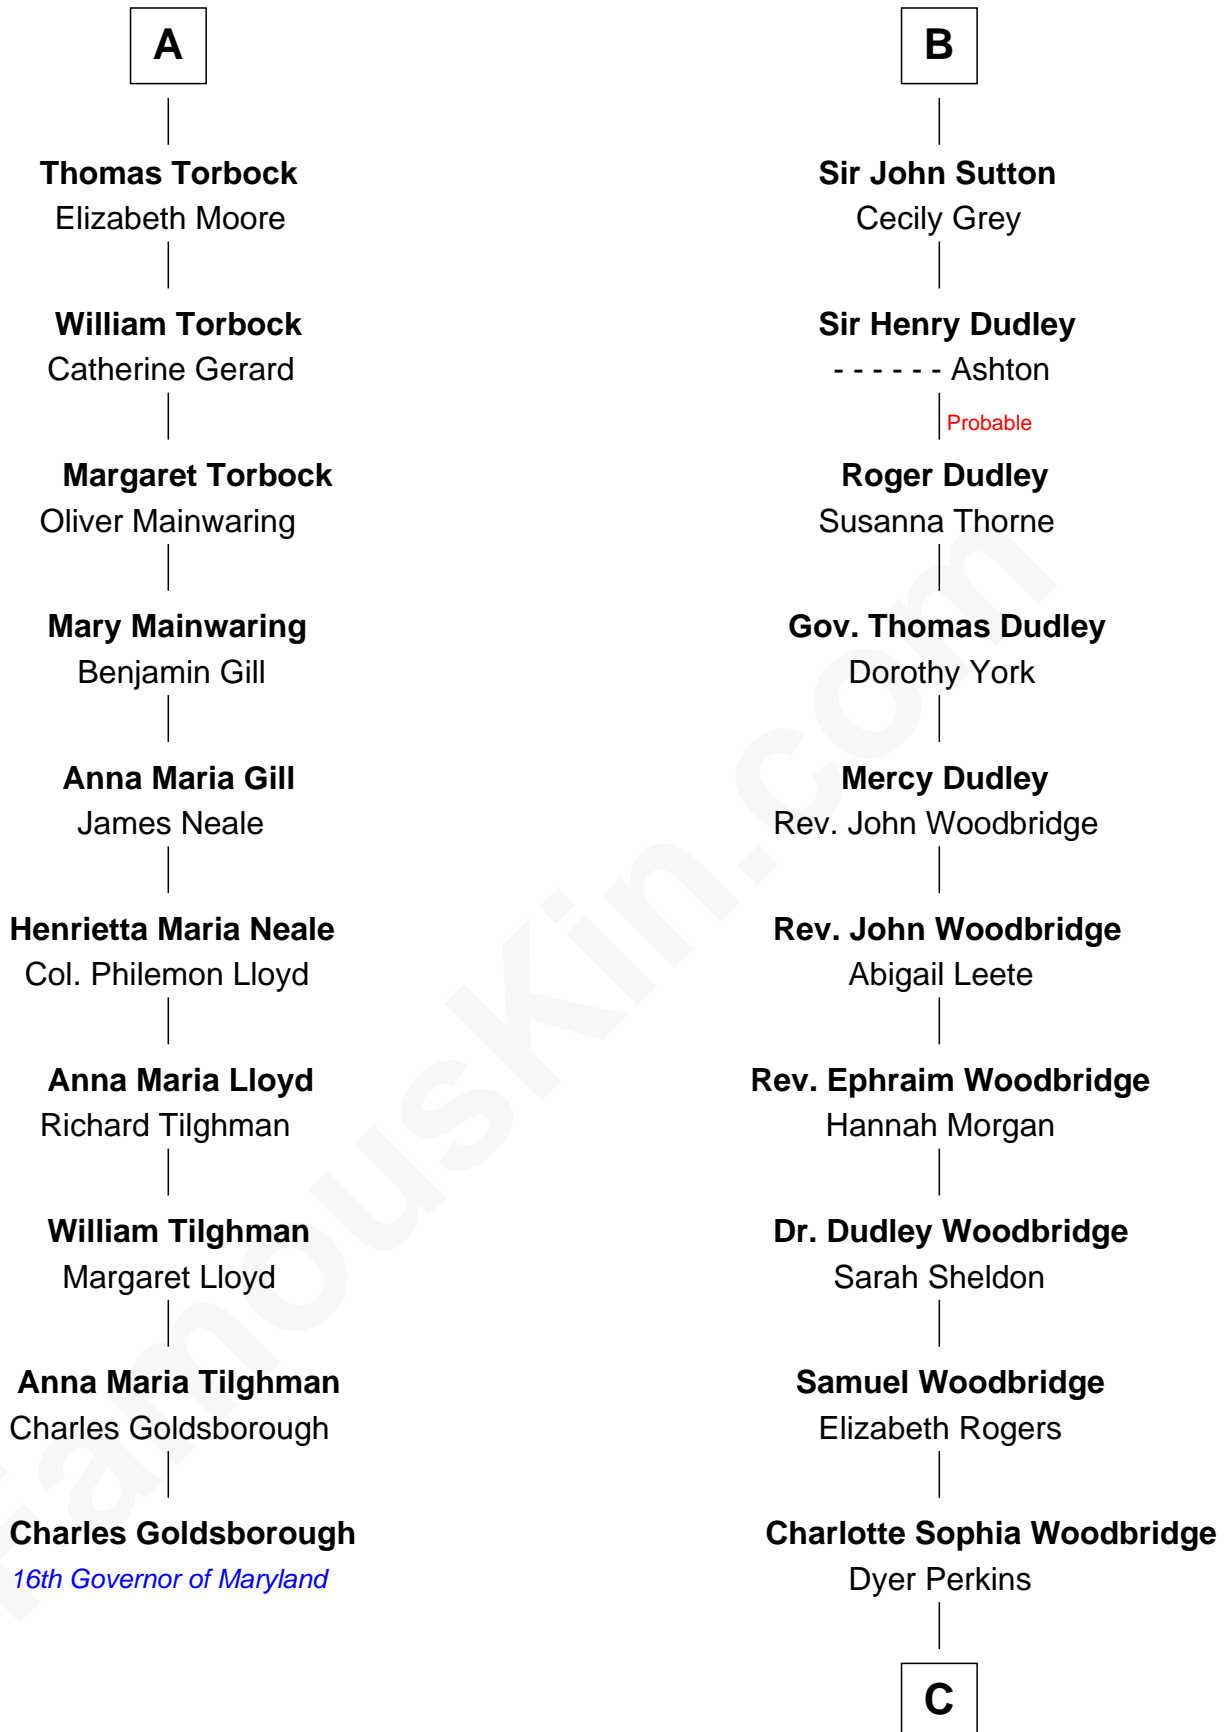 A
Thomas Torbock
Elizabeth Moore
William Torbock
Catherine Gerard
Margaret Torbock
Oliver Mainwaring
Mary Mainwaring
Benjamin Gill
Anna Maria Gill
James Neale
Henrietta Maria Neale
Col. Philemon Lloyd
Anna Maria Lloyd
Richard Tilghman
William Tilghman
Margaret Lloyd
Anna Maria Tilghman
Charles Goldsborough
Charles Goldsborough
16th Governor of Maryland
B
Sir John Sutton
Cecily Grey
Sir Henry Dudley
- - - - - - Ashton
Probable
Roger Dudley
Susanna Thorne
Gov. Thomas Dudley
Dorothy York
Mercy Dudley
Rev. John Woodbridge
Rev. John Woodbridge
Abigail Leete
Rev. Ephraim Woodbridge
Hannah Morgan
Dr. Dudley Woodbridge
Sarah Sheldon
Samuel Woodbridge
Elizabeth Rogers
Charlotte Sophia Woodbridge
Dyer Perkins
C
FamousKin.com